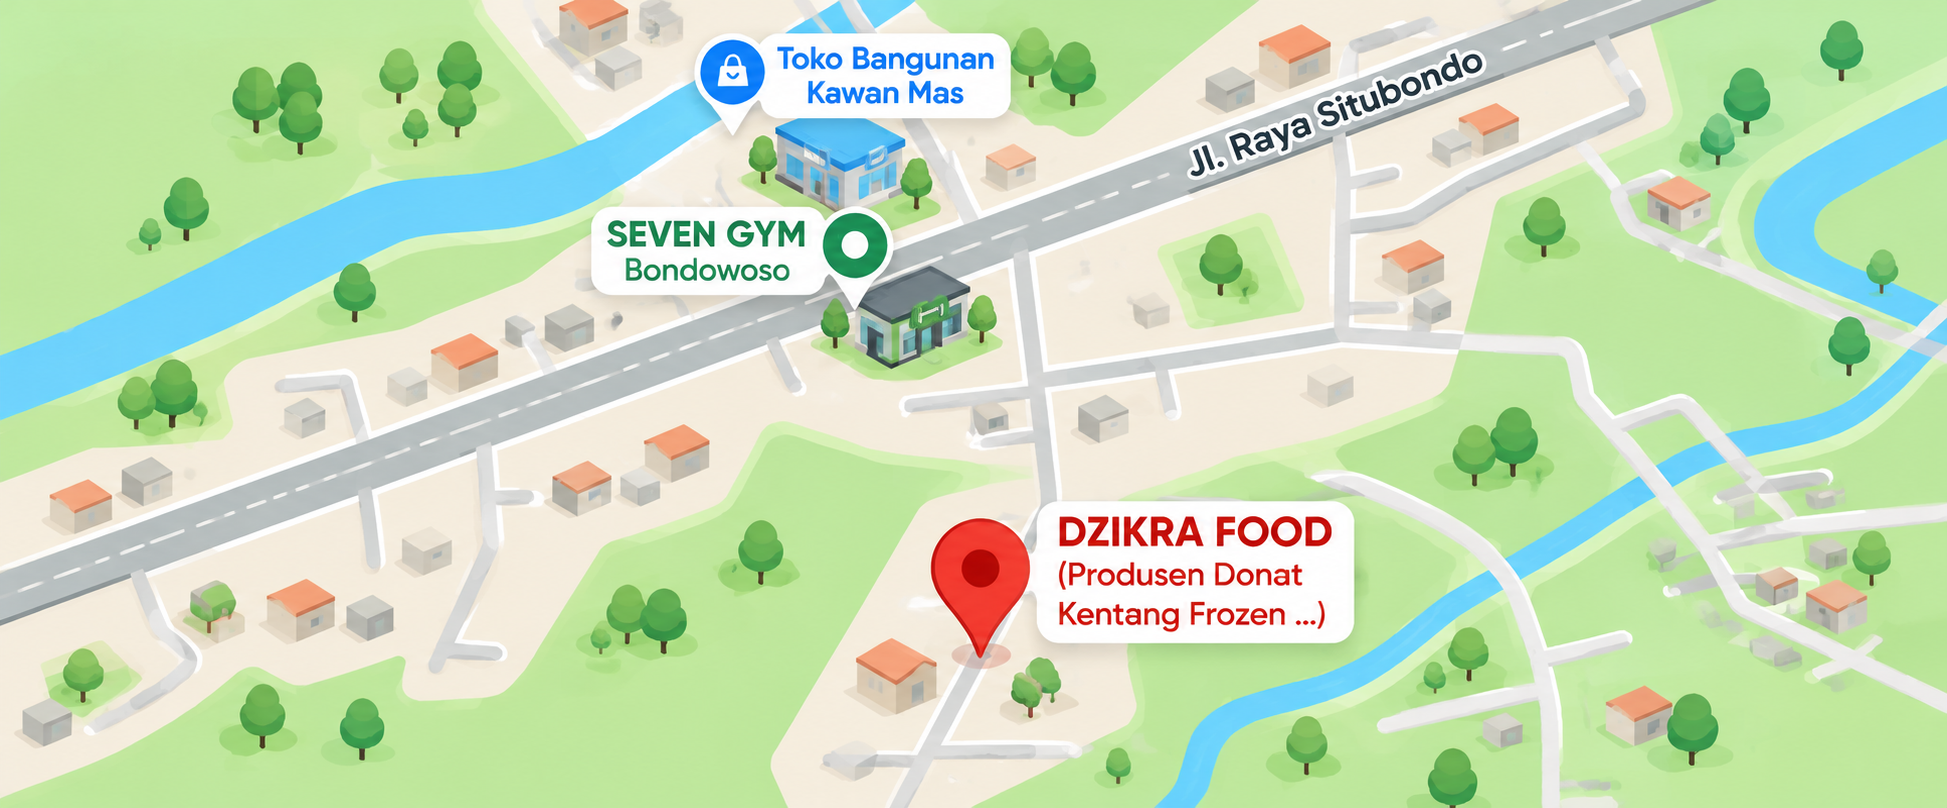 Toko Bangunan
Kawan Mas
Jl. Raya Situbondo
SEVEN GYM
Bondowoso
DZIKRA FOOD
(Produsen Donat
Kentang Frozen ...)